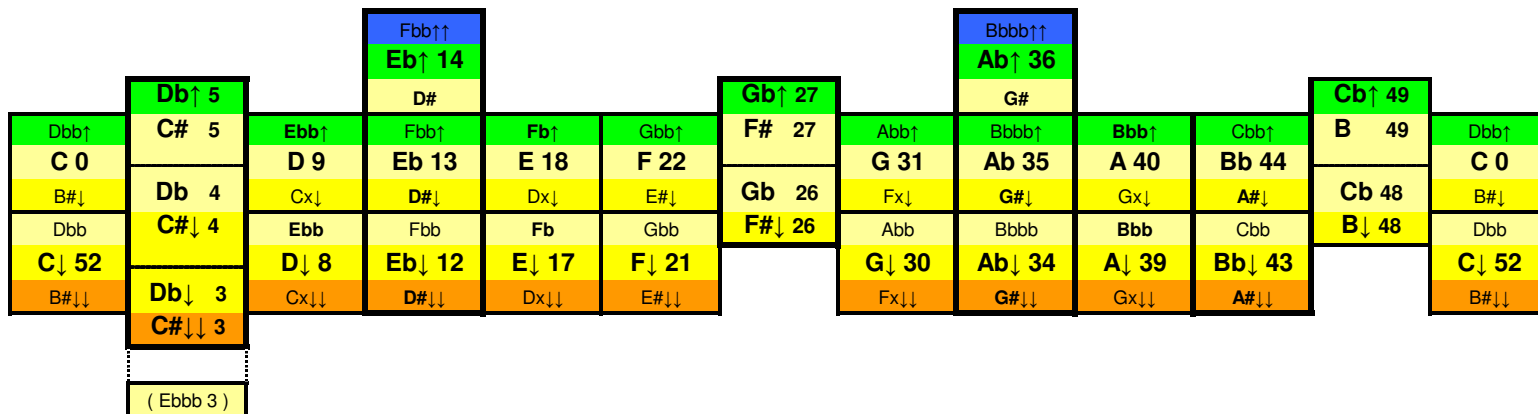 Fbb↑↑ Bbbb↑↑
Eb↑ 14 Ab↑ 36
Db↑ 5 D# Gb↑ 27 G# Cb↑ 49
Dbb↑ C# 5 Ebb↑ Fbb↑ Fb↑ Gbb↑ F# 27 Abb↑ Bbbb↑ Bbb↑ Cbb↑ B 49 Dbb↑
C 0 D 9 Eb 13 E 18 F 22 G 31 Ab 35 A 40 Bb 44 C 0
B#↓ Db 4 Cx↓ D#↓ Dx↓ E#↓ Gb 26 Fx↓ G#↓ Gx↓ A#↓ Cb 48 B#↓
Dbb C#↓ 4 Ebb Fbb Fb Gbb F#↓ 26 Abb Bbbb Bbb Cbb B↓ 48 Dbb
C↓ 52 D↓ 8 Eb↓ 12 E↓ 17 F↓ 21 G↓ 30 Ab↓ 34 A↓ 39 Bb↓ 43 C↓ 52
B#↓↓ Db↓ 3 Cx↓↓ D#↓↓ Dx↓↓ E#↓↓ Fx↓↓ G#↓↓ Gx↓↓ A#↓↓ B#↓↓
C#↓↓ 3
( Ebbb 3 )